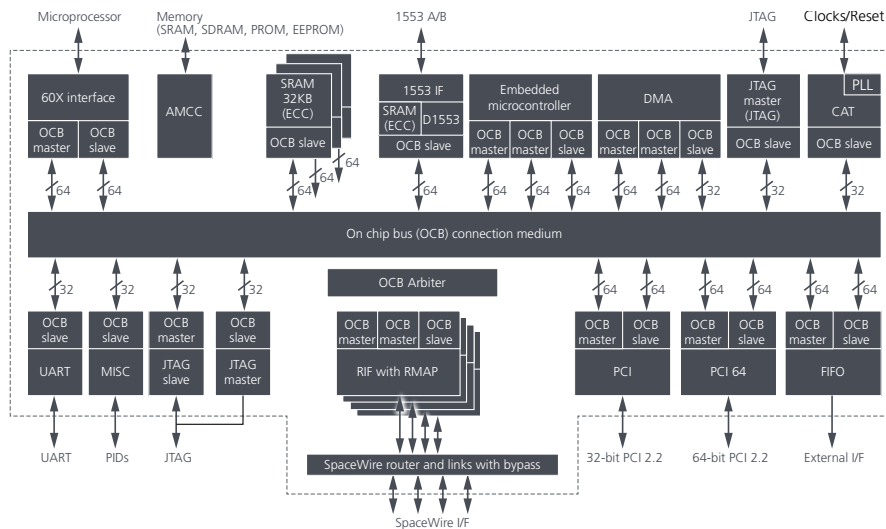 Microprocessor
Memory
(SRAM, SDRAM, PROM, EEPROM)
1553 A/B
JTAG
Clocks/Reset
60X interface
OCB
master
OCB
slave
AMCC
SRAM
32KB
(ECC)
OCB slave
1553 IF
SRAM
(ECC)
D1553
OCB slave
Embedded
microcontroller
OCB
master
OCB
master
OCB
slave
DMA
OCB
master
OCB
master
OCB
slave
JTAG
master
(JTAG)
OCB slave
PLL
CAT
OCB slave
64
64
64
64
64
64
64
64
64
64
64
32
32
32
On chip bus (OCB) connection medium
32
32
32
32
OCB Arbiter
64
64
64
64
64
64
OCB
slave
UART
OCB
slave
MISC
OCB
master
JTAG
slave
OCB
slave
JTAG
master
OCB
master
OCB
master
OCB
slave
RIF with RMAP
OCB
master
OCB
slave
PCI
OCB
master
OCB
slave
PCI 64
OCB
master
OCB
slave
FIFO
UART
PIDs
JTAG
SpaceWire router and links with bypass
32-bit PCI 2.2
64-bit PCI 2.2
External I/F
SpaceWire I/F